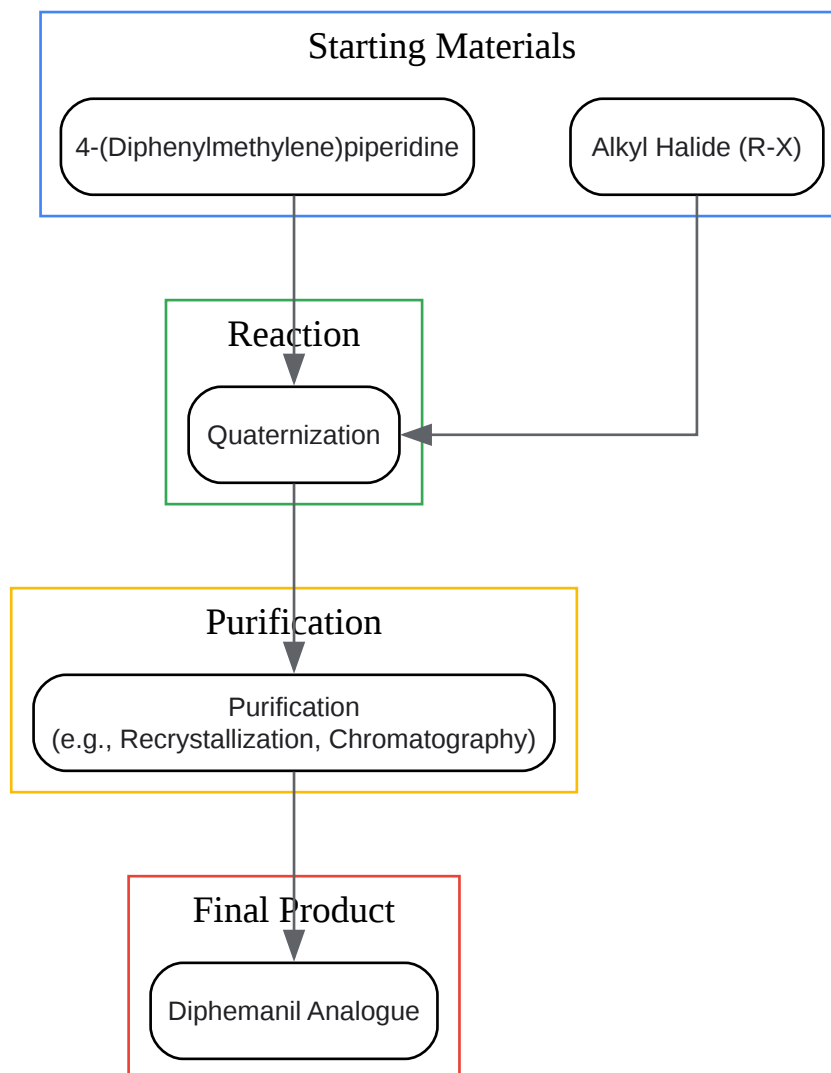 Starting Materials
4-(Diphenylmethylene)piperidine
Alkyl Halide (R-X)
Reaction
Quaternization
Purification
Purification
(e.g., Recrystallization, Chromatography)
Final Product
Diphemanil Analogue